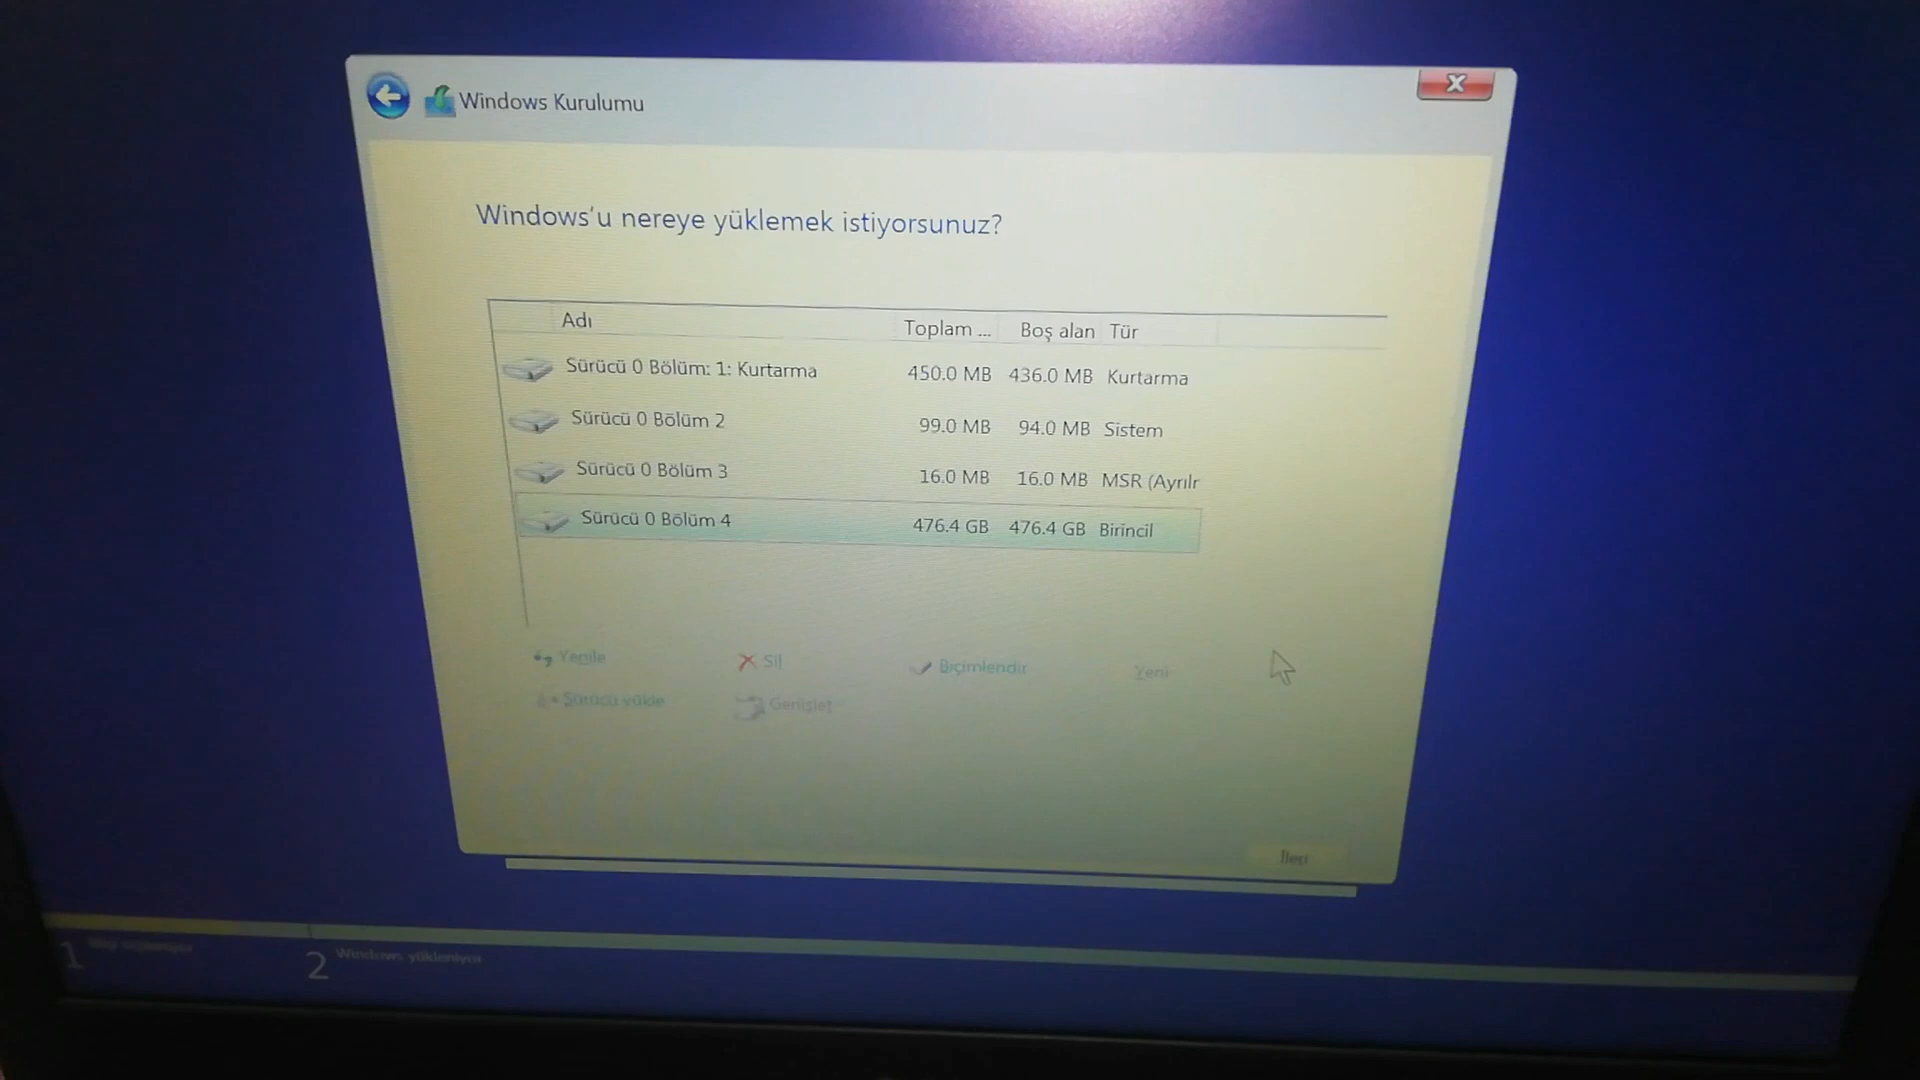 Windows Kurulumu
Windows'u nereye yüklemek istiyorsunuz?
Adı Toplam ... Boş alan Tür
Sürücü 0 Bölüm: 1: Kurtarma 450.0 MB 436.0 MB Kurtarma
Sürücü 0 Bölüm 2 99.0 MB 94.0 MB Sistem
Sürücü 0 Bölüm 3 16.0 MB 16.0 MB MSR (Ayrılr
Sürücü 0 Bölüm 4 476.4 GB 476.4 GB Birincil
Yenile Sil Biçimlendir Yeni
Sürücü yükle Genişlet
İleri
1
2 Windows yükleniyor